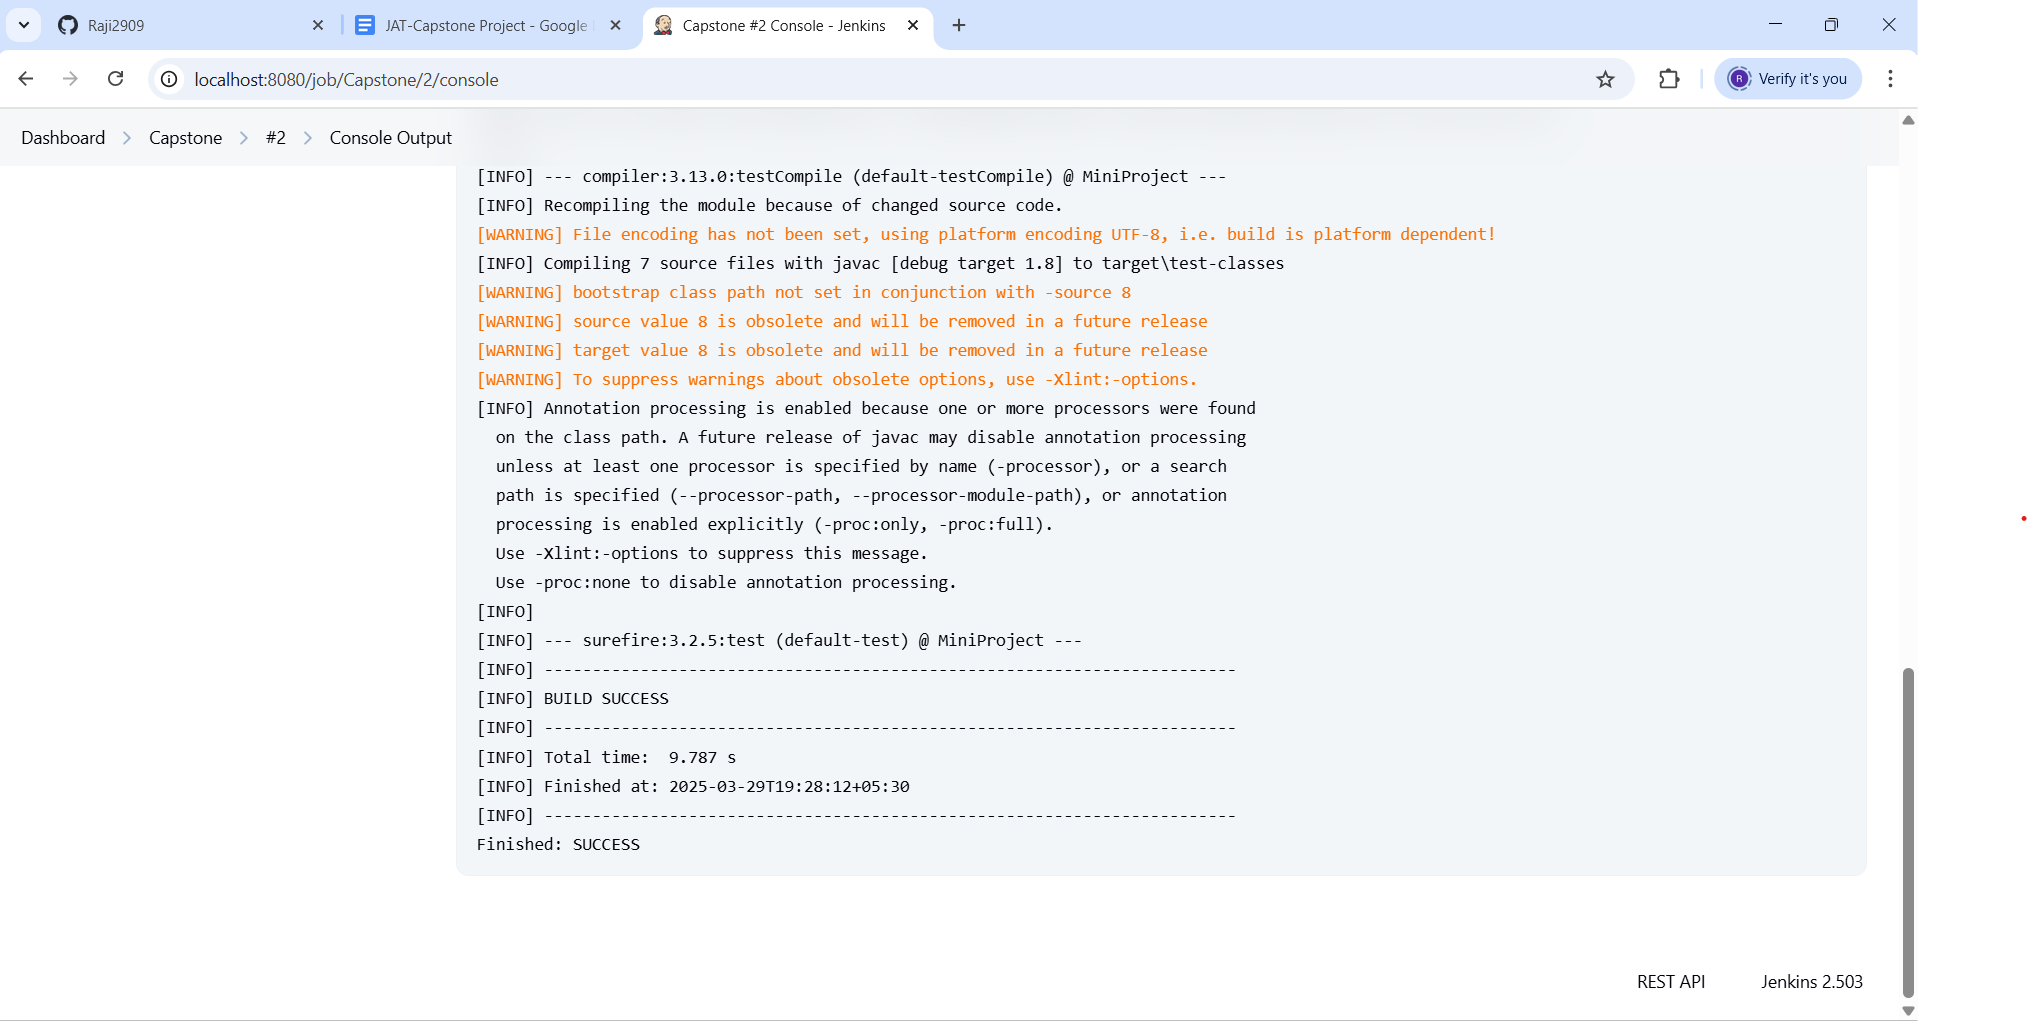 Raji2909
JAT-Capstone Project - Google
Capstone #2 Console - Jenkins
localhost:8080/job/Capstone/2/console
R
Verify it's you
Dashboard > Capstone > #2 > Console Output
[INFO] --- compiler:3.13.0:testCompile (default-testCompile) @ MiniProject ---
[INFO] Recompiling the module because of changed source code.
[WARNING] File encoding has not been set, using platform encoding UTF-8, i.e. build is platform dependent!
[INFO] Compiling 7 source files with javac [debug target 1.8] to target\test-classes
[WARNING] bootstrap class path not set in conjunction with -source 8
[WARNING] source value 8 is obsolete and will be removed in a future release
[WARNING] target value 8 is obsolete and will be removed in a future release
[WARNING] To suppress warnings about obsolete options, use -Xlint:-options.
[INFO] Annotation processing is enabled because one or more processors were found
on the class path. A future release of javac may disable annotation processing
unless at least one processor is specified by name (-processor), or a search
path is specified (--processor-path, --processor-module-path), or annotation
processing is enabled explicitly (-proc:only, -proc:full).
Use -Xlint:-options to suppress this message.
Use -proc:none to disable annotation processing.
[INFO]
[INFO] --- surefire:3.2.5:test (default-test) @ MiniProject ---
[INFO] ------------------------------------------------------------------------
[INFO] BUILD SUCCESS
[INFO] ------------------------------------------------------------------------
[INFO] Total time:  9.787 s
[INFO] Finished at: 2025-03-29T19:28:12+05:30
[INFO] ------------------------------------------------------------------------
Finished: SUCCESS
REST API
Jenkins 2.503